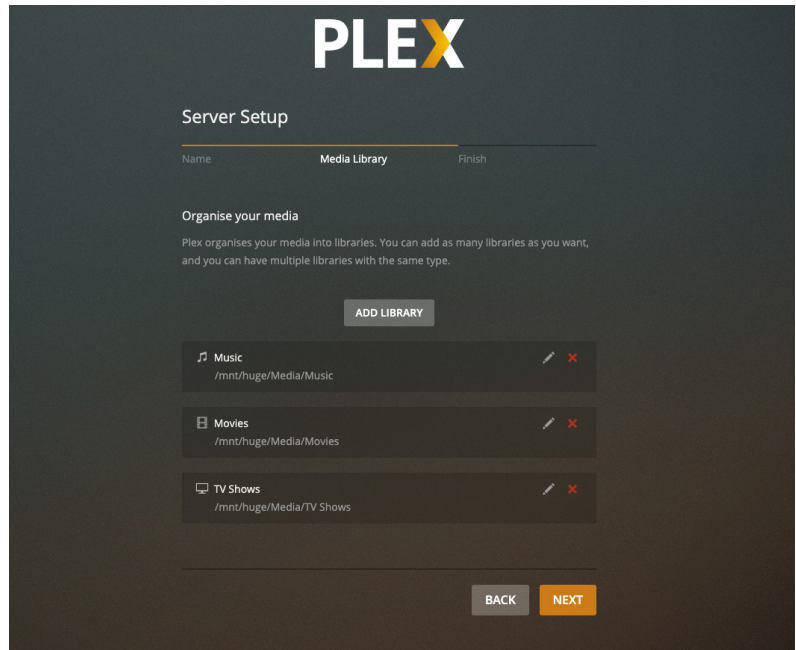 PLEX
Server Setup
Name
Media Library
Finish
Organise your media
Plex organises your media into libraries. You can add as many libraries as you want,
and you can have multiple libraries with the same type.
ADD LIBRARY
Music
/mnt/huge/Media/Music
Movies
/mnt/huge/Media/Movies
TV Shows
/mnt/huge/Media/TV Shows
BACK
NEXT